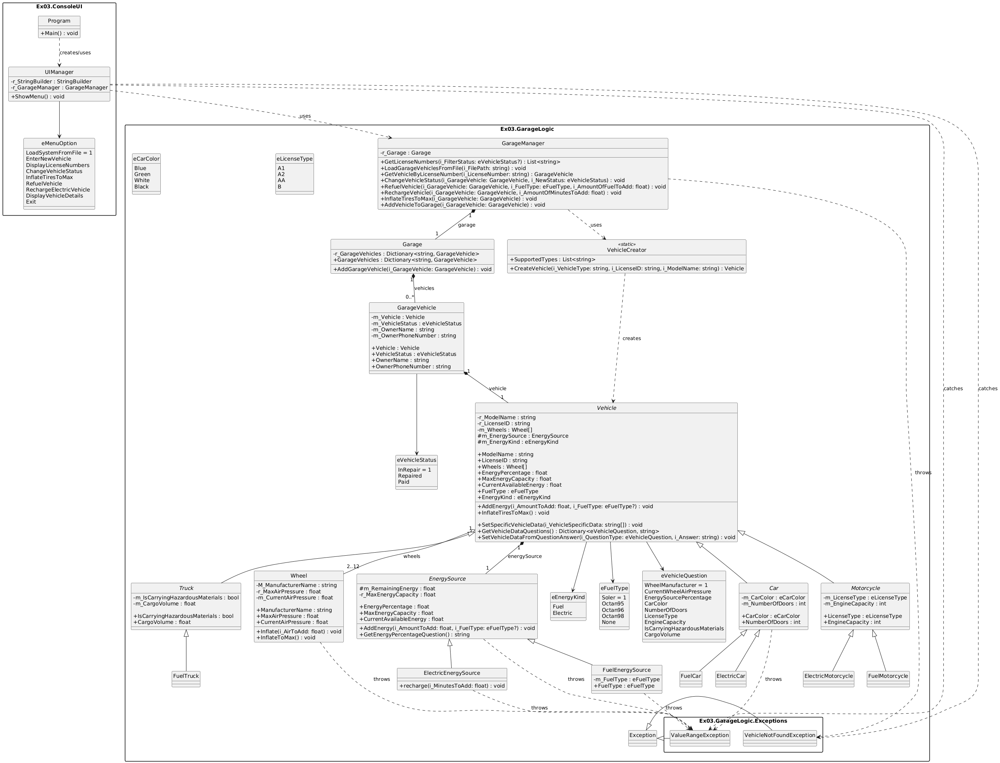 Ex03.ConsoleUI
Program
+Main() : void
creates/uses
UIManager
-r_StringBuilder : StringBuilder
-r_GarageManager : GarageManager
+ShowMenu() : void
eMenuOption
LoadSystemFromFile = 1
EnterNewVehicle
DisplayLicenseNumbers
ChangeVehicleStatus
InflateTiresToMax
RefuelVehicle
RechargeElectricVehicle
DisplayVehicleDetails
Exit
uses
catches
catches
Ex03.GarageLogic
eCarColor
Blue
Green
White
Black
eLicenseType
A1
A2
AA
B
GarageManager
-r_Garage : Garage
+GetLicenseNumbers(i_FilterStatus: eVehicleStatus?) : List<string>
+LoadGarageVehiclesFromFile(i_FilePath: string) : void
+GetVehicleByLicenseNumber(i_LicenseNumber: string) : GarageVehicle
+ChangeVehicleStatus(i_GarageVehicle: GarageVehicle, i_NewStatus: eVehicleStatus) : void
+RefuelVehicle(i_GarageVehicle: GarageVehicle, i_FuelType: eFuelType, i_AmountOfFuelToAdd: float) : void
+RechargeVehicle(i_GarageVehicle: GarageVehicle, i_AmountOfMinutesToAdd: float) : void
+InflateTiresToMax(i_GarageVehicle: GarageVehicle) : void
+AddVehicleToGarage(i_GarageVehicle: GarageVehicle) : void
1
garage
1
uses
throws
Garage
-r_GarageVehicles : Dictionary<string, GarageVehicle>
+GarageVehicles : Dictionary<string, GarageVehicle>
+AddGarageVehicle(i_GarageVehicle: GarageVehicle) : void
«static»
VehicleCreator
+SupportedTypes : List<string>
+CreateVehicle(i_VehicleType: string, i_LicenseID: string, i_ModelName: string) : Vehicle
1
vehicles
0..*
creates
GarageVehicle
-m_Vehicle : Vehicle
-m_VehicleStatus : eVehicleStatus
-m_OwnerName : string
-m_OwnerPhoneNumber : string
+Vehicle : Vehicle
+VehicleStatus : eVehicleStatus
+OwnerName : string
+OwnerPhoneNumber : string
1
vehicle
1
eVehicleStatus
InRepair = 1
Repaired
Paid
Vehicle
-r_ModelName : string
-r_LicenseID : string
-m_Wheels : Wheel[]
#m_EnergySource : EnergySource
#m_EnergyKind : eEnergyKind
+ModelName : string
+LicenseID : string
+Wheels : Wheel[]
+EnergyPercentage : float
+MaxEnergyCapacity : float
+CurrentAvailableEnergy : float
+FuelType : eFuelType
+EnergyKind : eEnergyKind
+AddEnergy(i_AmountToAdd: float, i_FuelType: eFuelType?) : void
+InflateTiresToMax() : void
+SetSpecificVehicleData(i_VehicleSpecificData: string[]) : void
+GetVehicleDataQuestions() : Dictionary<eVehicleQuestion, string>
+SetVehicleDataFromQuestionAnswer(i_QuestionType: eVehicleQuestion, i_Answer: string) : void
1
wheels
2..12
1
energySource
1
Truck
-m_IsCarryingHazardousMaterials : bool
-m_CargoVolume : float
+IsCarryingHazardousMaterials : bool
+CargoVolume : float
Wheel
-M_ManufacturerName : string
-r_MaxAirPressure : float
-m_CurrentAirPressure : float
+ManufacturerName : string
+MaxAirPressure : float
+CurrentAirPressure : float
+Inflate(i_AirToAdd: float) : void
+InflateToMax() : void
EnergySource
#m_RemainingEnergy : float
-r_MaxEnergyCapacity : float
+EnergyPercentage : float
+MaxEnergyCapacity : float
+CurrentAvailableEnergy : float
+AddEnergy(i_AmountToAdd: float, i_FuelType: eFuelType?) : void
+GetEnergyPercentageQuestion() : string
eEnergyKind
Fuel
Electric
eFuelType
Soler = 1
Octan95
Octan96
Octan98
None
eVehicleQuestion
WheelManufacturer = 1
CurrentWheelAirPressure
EnergySourcePercentage
CarColor
NumberOfDoors
LicenseType
EngineCapacity
IsCarryingHazardousMaterials
CargoVolume
Car
-m_CarColor : eCarColor
-m_NumberOfDoors : int
+CarColor : eCarColor
+NumberOfDoors : int
Motorcycle
-m_LicenseType : eLicenseType
-m_EngineCapacity : int
+LicenseType : eLicenseType
+EngineCapacity : int
FuelTruck
throws
ElectricEnergySource
+recharge(i_MinutesToAdd: float) : void
throws
FuelEnergySource
-m_FuelType : eFuelType
+FuelType : eFuelType
FuelCar
ElectricCar
throws
ElectricMotorcycle
FuelMotorcycle
throws
throws
Ex03.GarageLogic.Exceptions
Exception
ValueRangeException
VehicleNotFoundException